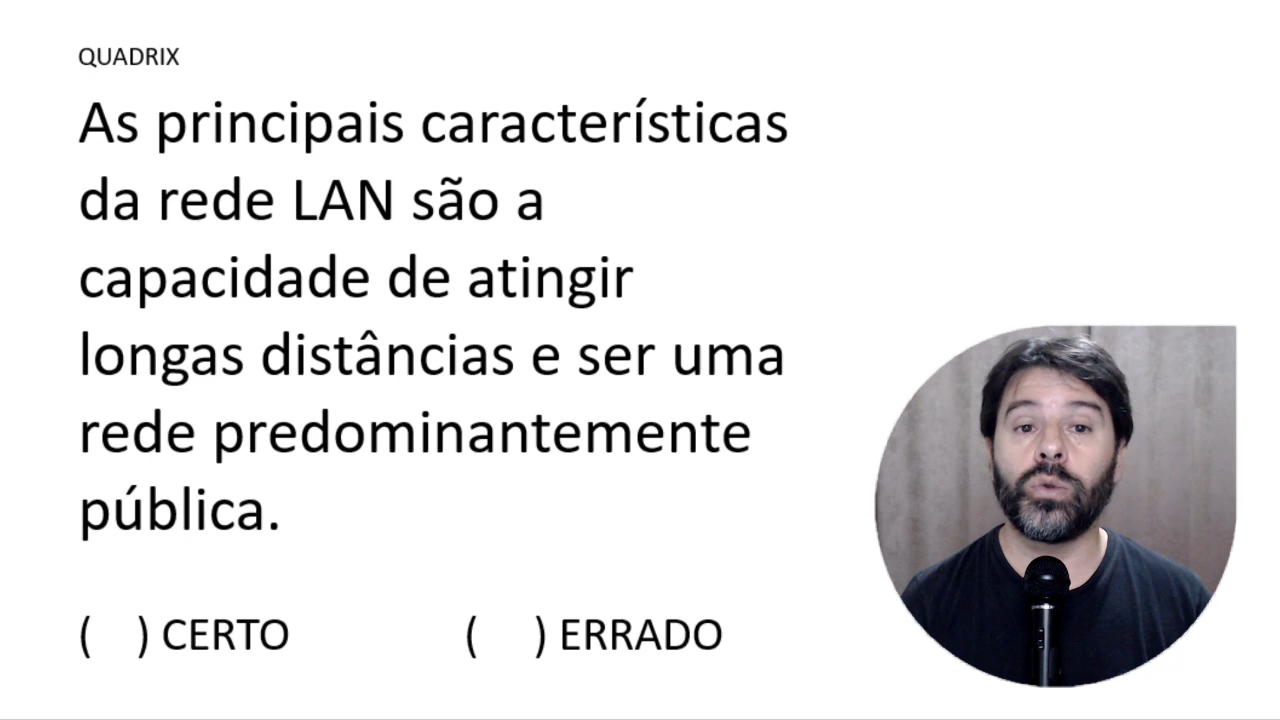 QUADRIX
As principais características
da rede LAN são a
capacidade de atingir
longas distâncias e ser uma
rede predominantemente
pública.
(    ) CERTO (    ) ERRADO